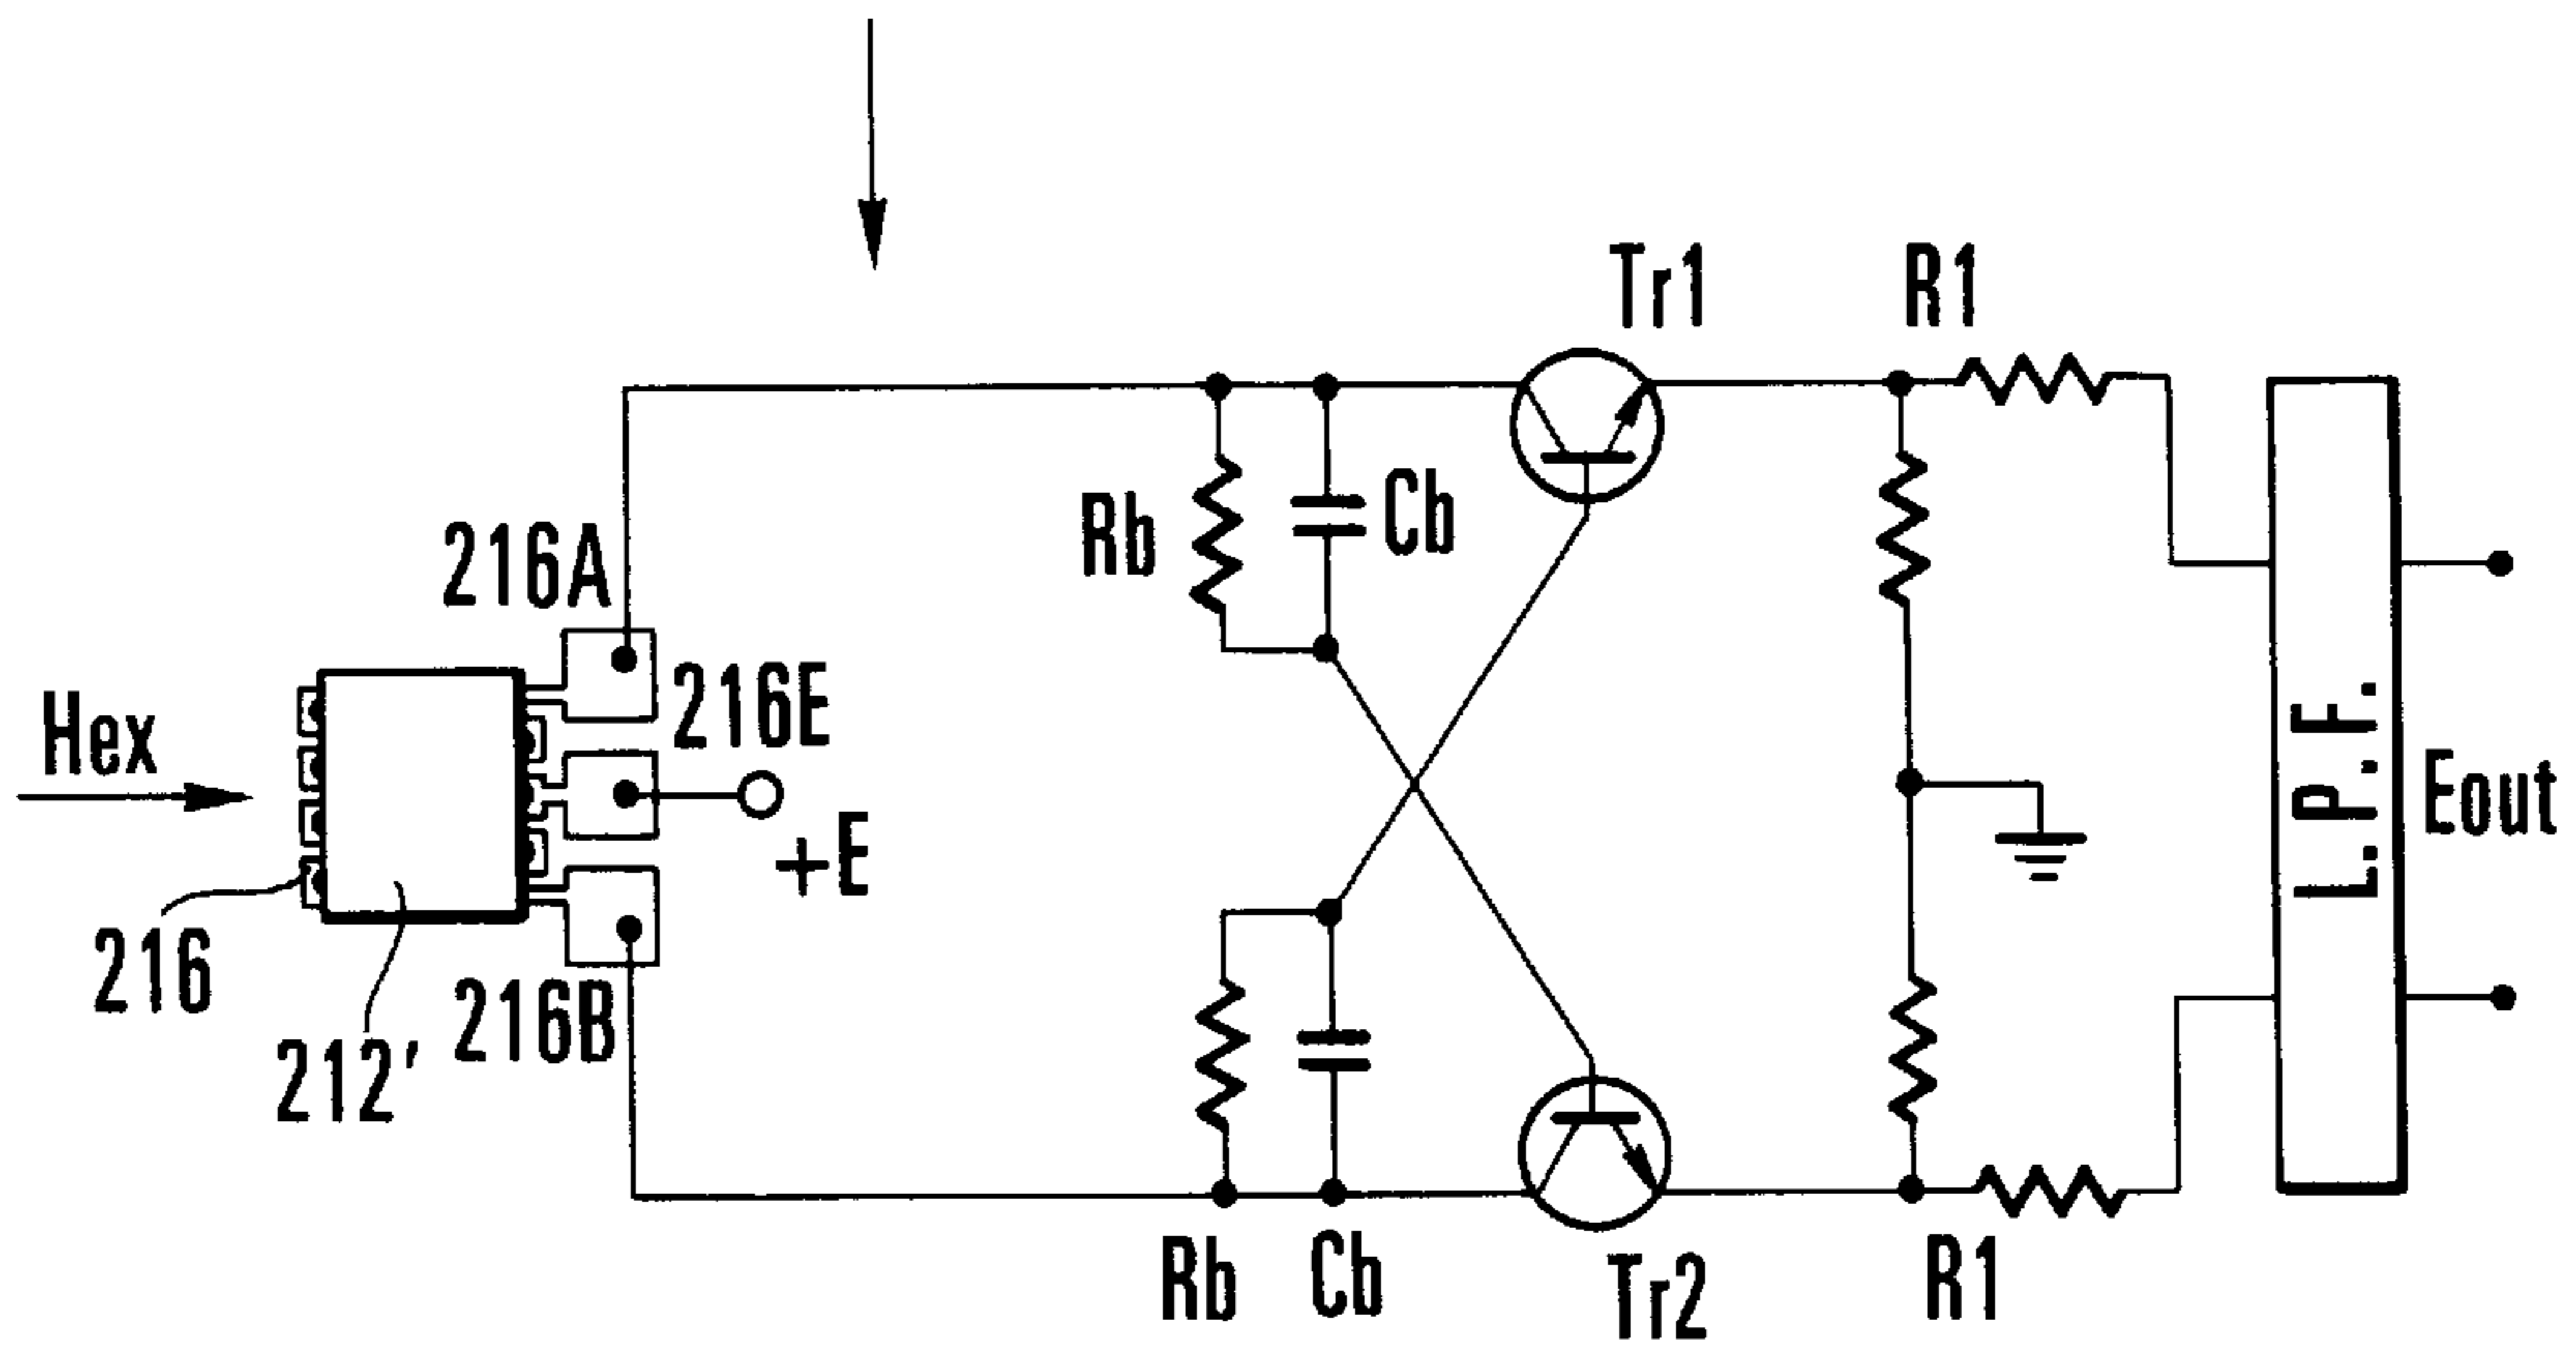 Tr1
R1
Rb
Cb
216A
216E
Hex
+E
L.P.F.
Eout
216
216B
212'
Rb
Cb
Tr2
R1